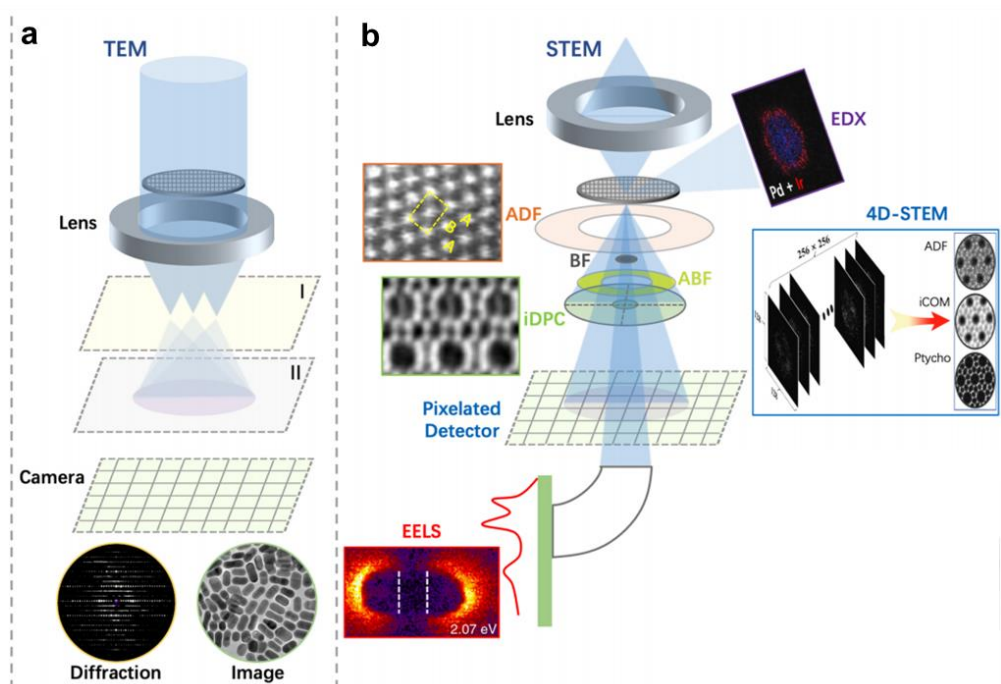 a
TEM
Lens
I
II
Camera
Diffraction
Image
b
STEM
Lens
EDX
Pd + Ir
ADF
A
B
A
BF
ABF
iDPC
4D-STEM
256 × 256
ADF
iCOM
Ptycho
Pixelated
Detector
EELS
2.07 eV